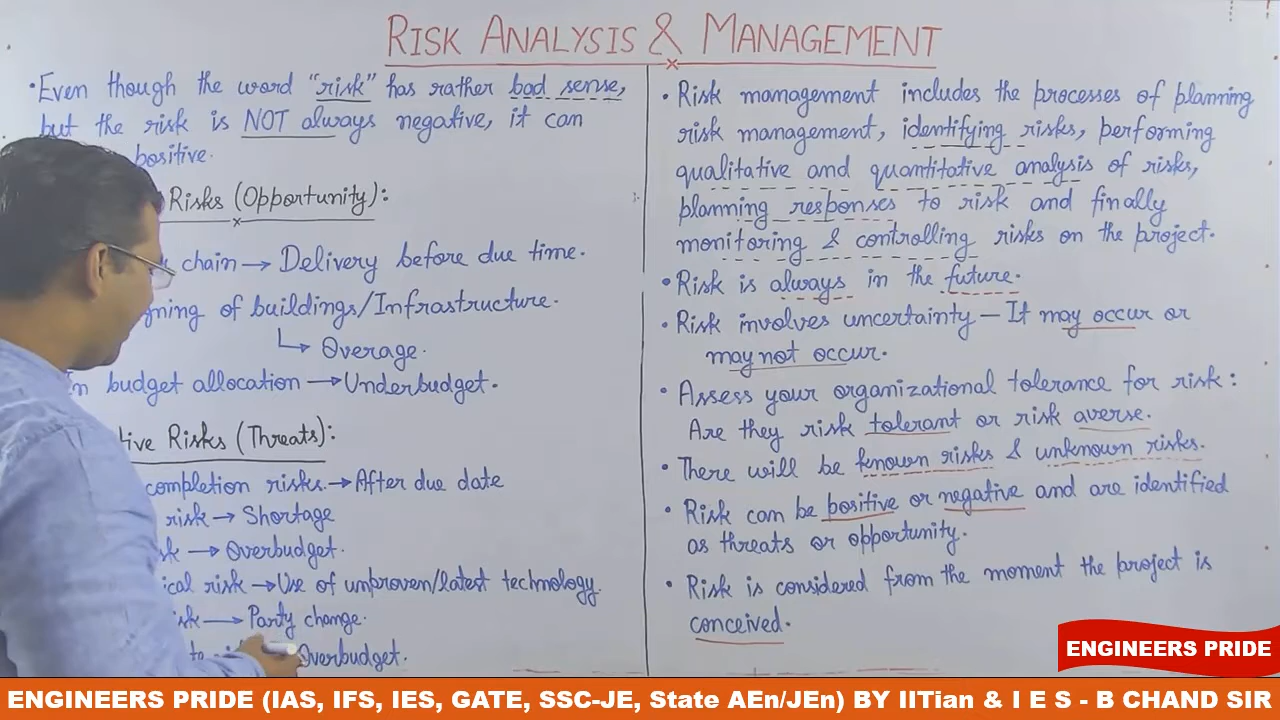 RISK ANALYSIS & MANAGEMENT
• Even though the word "risk" has rather bad sense,
but the risk is NOT always negative, it can
positive.
Risks (Opportunity):
chain → Delivery before due time.
of buildings/Infrastructure.
↳ Overage.
In budget allocation → Underbudget.
Risks (Threats):
completion risks. → After due date
risk → Shortage
→ Overbudget.
risk → Use of unproven/latest technology.
→ Party change.
Overbudget.
• Risk management includes the processes of planning
risk management, identifying risks, performing
qualitative and quantitative analysis of risks,
planning responses to risk and finally
monitoring & controlling risks on the project.
• Risk is always in the future.
• Risk involves uncertainty – It may occur or
may not occur.
• Assess your organizational tolerance for risk:
Are they risk tolerant or risk averse.
• There will be known risks & unknown risks.
• Risk can be positive or negative and are identified
as threats or opportunity.
• Risk is considered from the moment the project is
conceived.
ENGINEERS PRIDE
ENGINEERS PRIDE (IAS, IFS, IES, GATE, SSC-JE, State AEn/JEn) BY IITian & I E S - B CHAND SIR